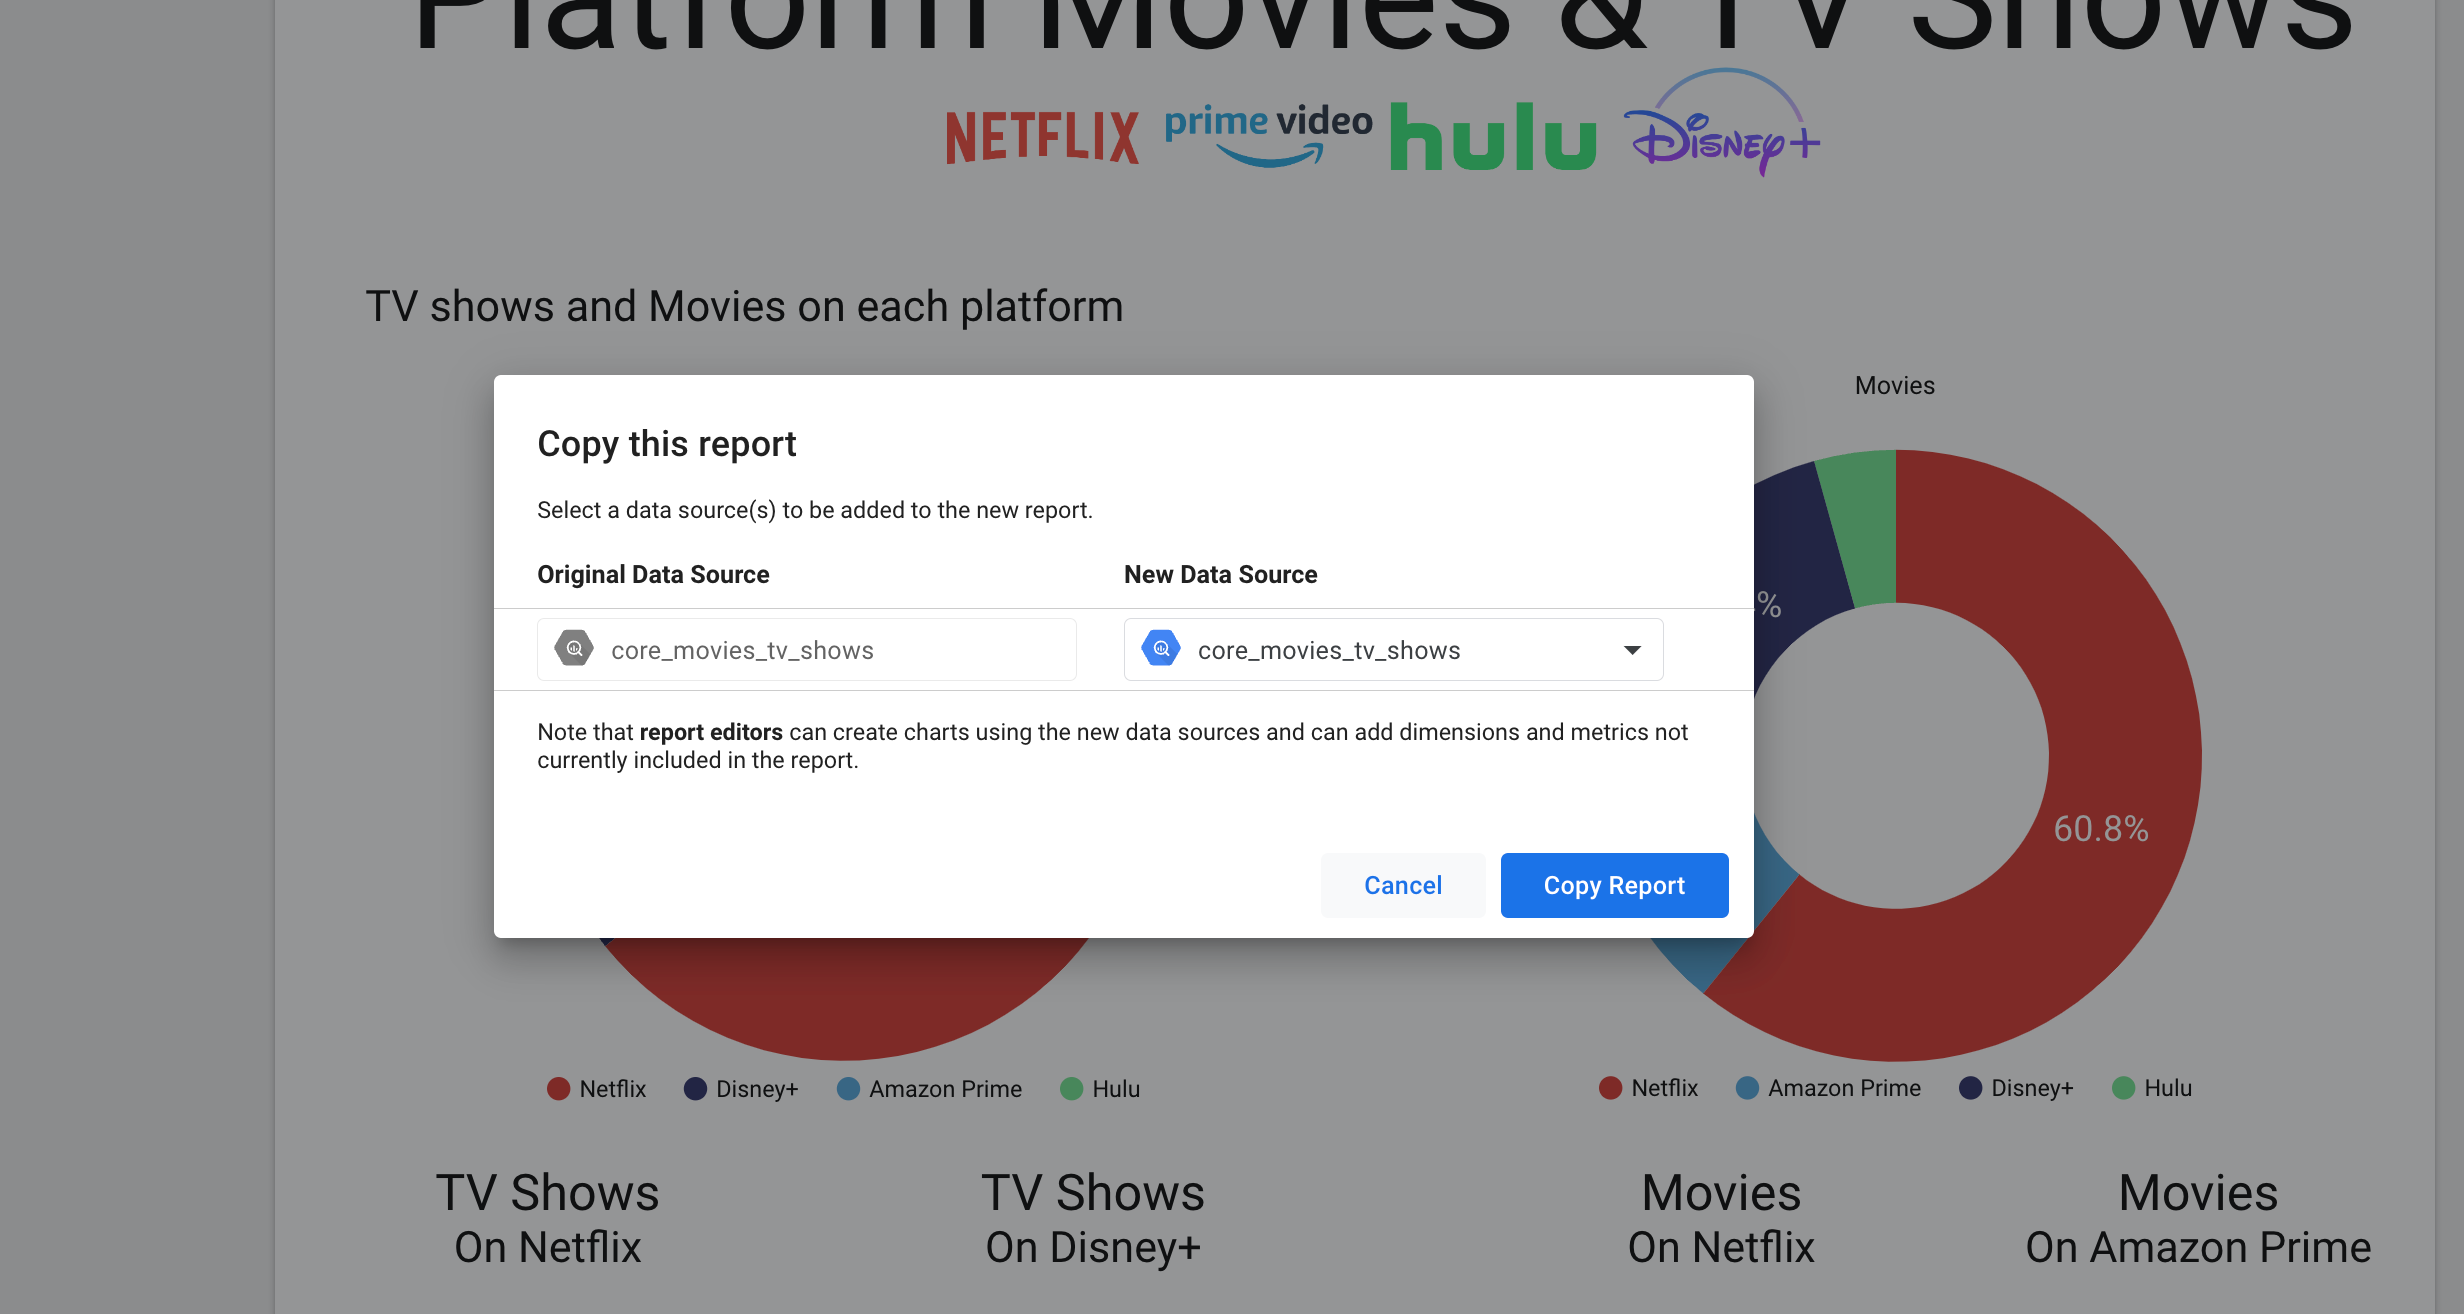 Platform Movies & TV Shows
NETFLIX prime video hulu Disney+
TV shows and Movies on each platform
Movies
Copy this report
Select a data source(s) to be added to the new report.
Original Data Source
New Data Source
core_movies_tv_shows
core_movies_tv_shows
Note that report editors can create charts using the new data sources and can add dimensions and metrics not
currently included in the report.
%
60.8%
Cancel
Copy Report
Netflix Disney+ Amazon Prime Hulu
Netflix Amazon Prime Disney+ Hulu
TV Shows
On Netflix
TV Shows
On Disney+
Movies
On Netflix
Movies
On Amazon Prime